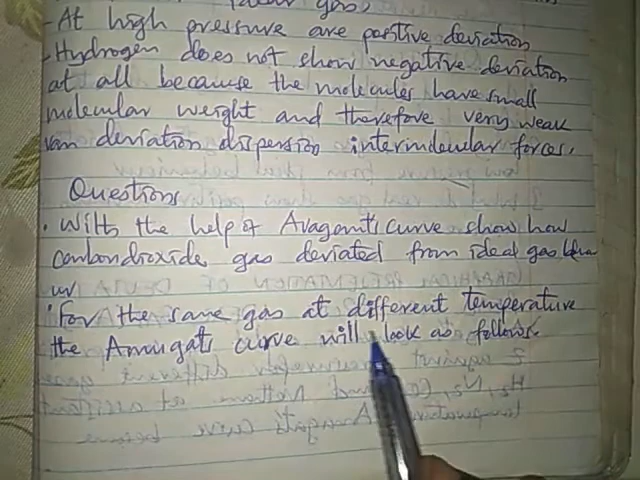 gas,
- At high pressure are positive deviation
- Hydrogen does not show negative deviation
at all because the molecules have small
molecular weight and therefore very weak
van deviation dispersion intermolecular forces.
Questions
• With the help of Avagant's curve show how
carbondioxide gas deviated from ideal gas
• For the same gas at different temperature
the Amagat's curve will look as follows.